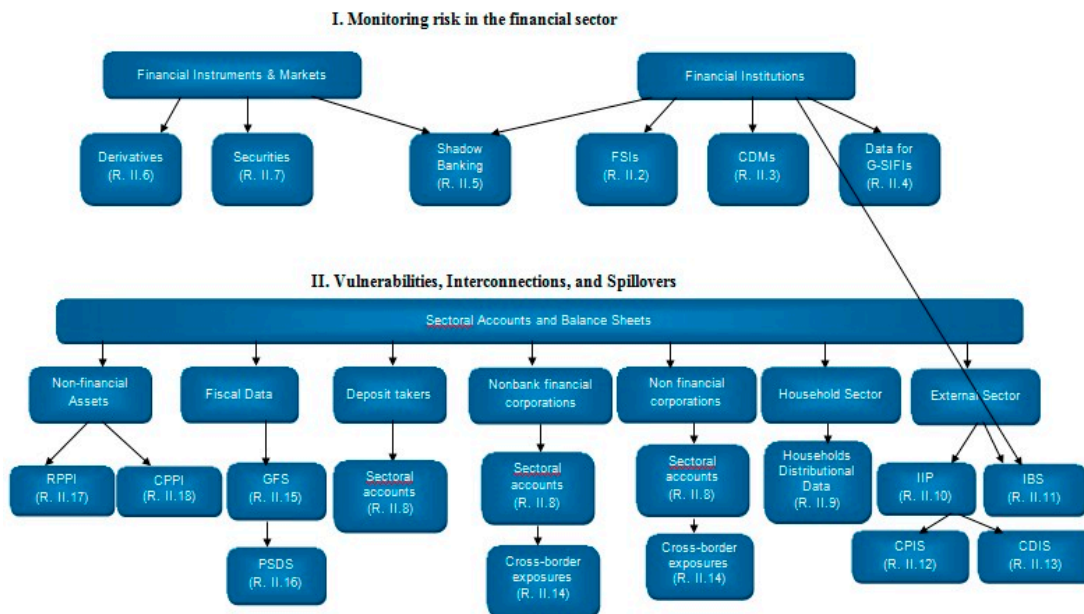 I. Monitoring risk in the financial sector
Financial Instruments & Markets
Financial Institutions
Derivatives
(R. II.6)
Securities
(R. II.7)
Shadow
Banking
(R. II.5)
FSIs
(R. II.2)
CDMs
(R. II.3)
Data for
G-SIFIs
(R. II.4)
II. Vulnerabilities, Interconnections, and Spillovers
Sectoral Accounts and Balance Sheets
Non-financial
Assets
Fiscal Data
Deposit takers
Nonbank financial
corporations
Non financial
corporations
Household Sector
External Sector
RPPI
(R. II.17)
CPPI
(R. II.18)
GFS
(R. II.15)
Sectoral
accounts
(R. II.8)
Sectoral
accounts
(R. II.8)
Sectoral
accounts
(R. II.8)
Households
Distributional
Data
(R. II.9)
IIP
(R. II.10)
IBS
(R. II.11)
PSDS
(R. II.16)
Cross-border
exposures
(R. II.14)
Cross-border
exposures
(R. II.14)
CPIS
(R. II.12)
CDIS
(R. II.13)